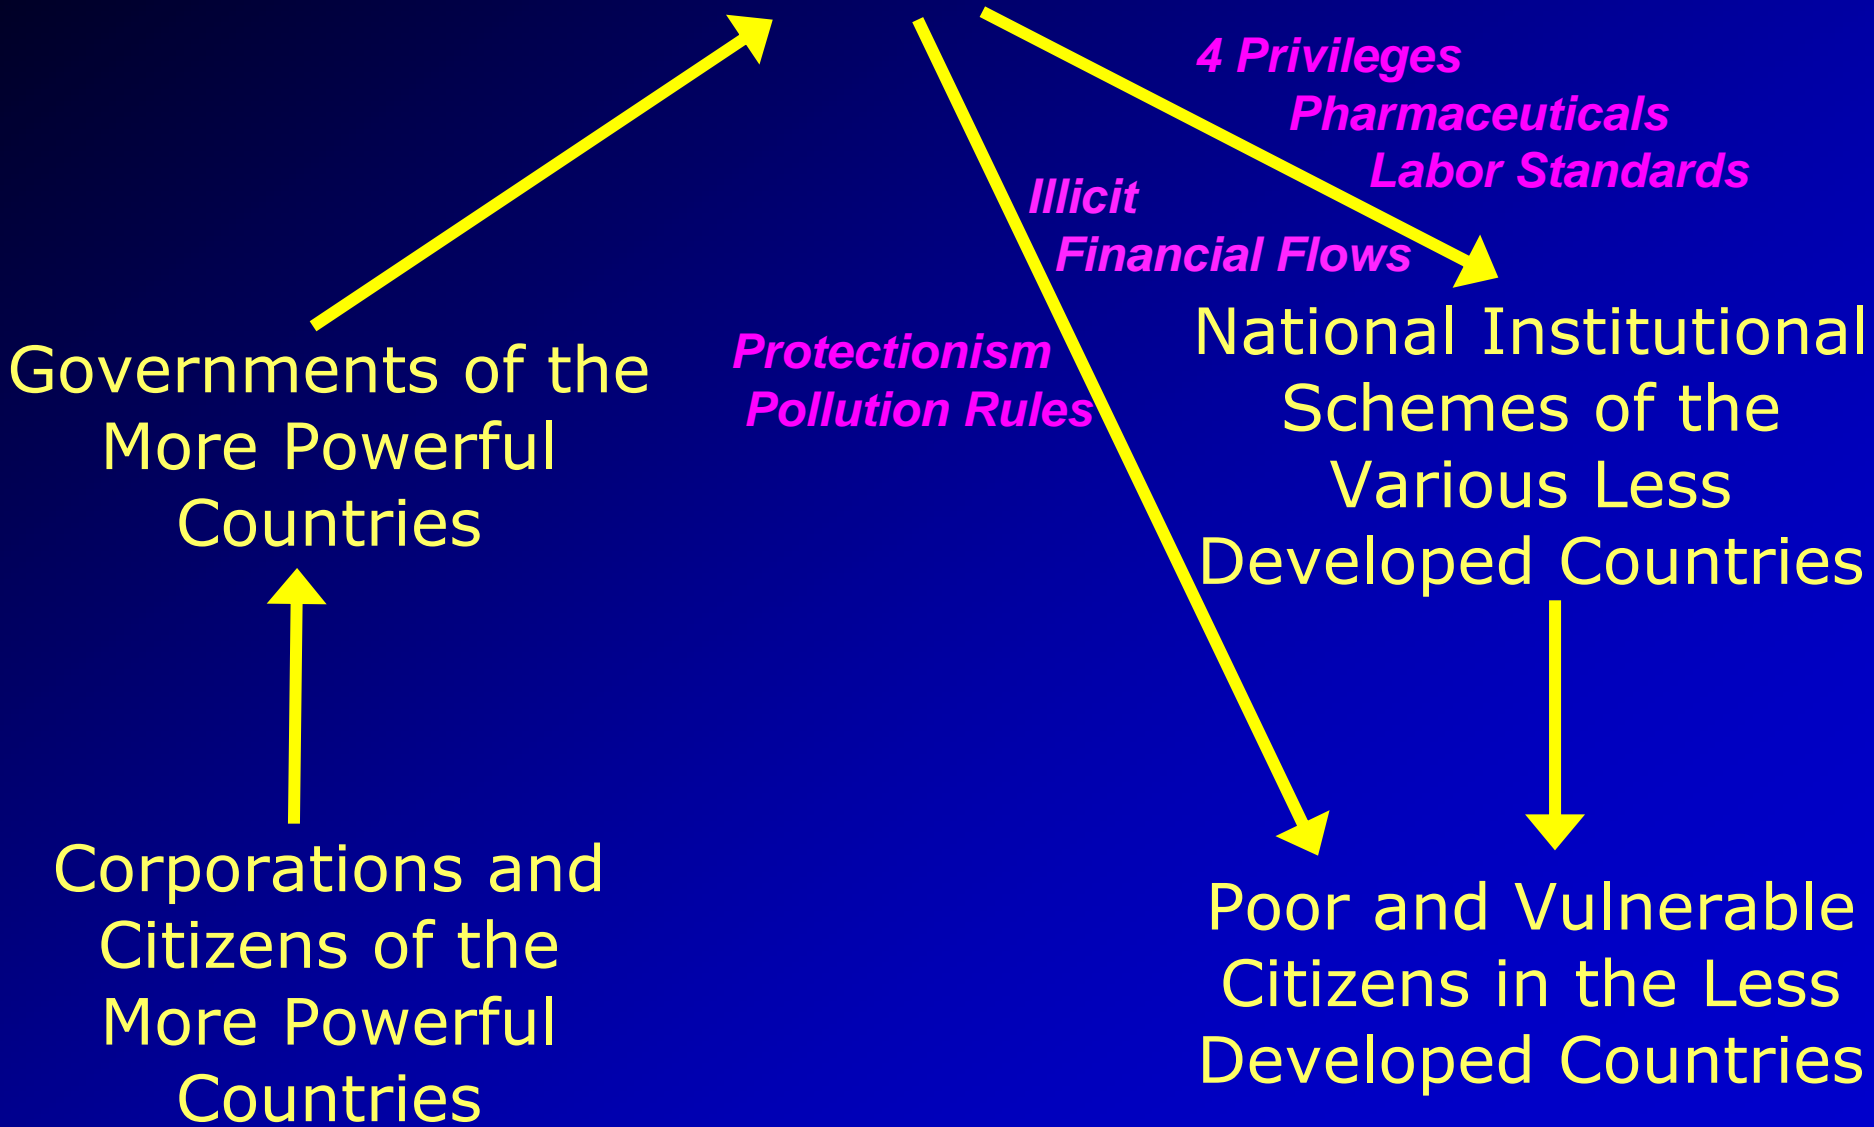 4 Privileges
Pharmaceuticals
Labor Standards
Illicit
Financial Flows
Protectionism
Pollution Rules
Governments of the
More Powerful
Countries
National Institutional
Schemes of the
Various Less
Developed Countries
Corporations and
Citizens of the
More Powerful
Countries
Poor and Vulnerable
Citizens in the Less
Developed Countries